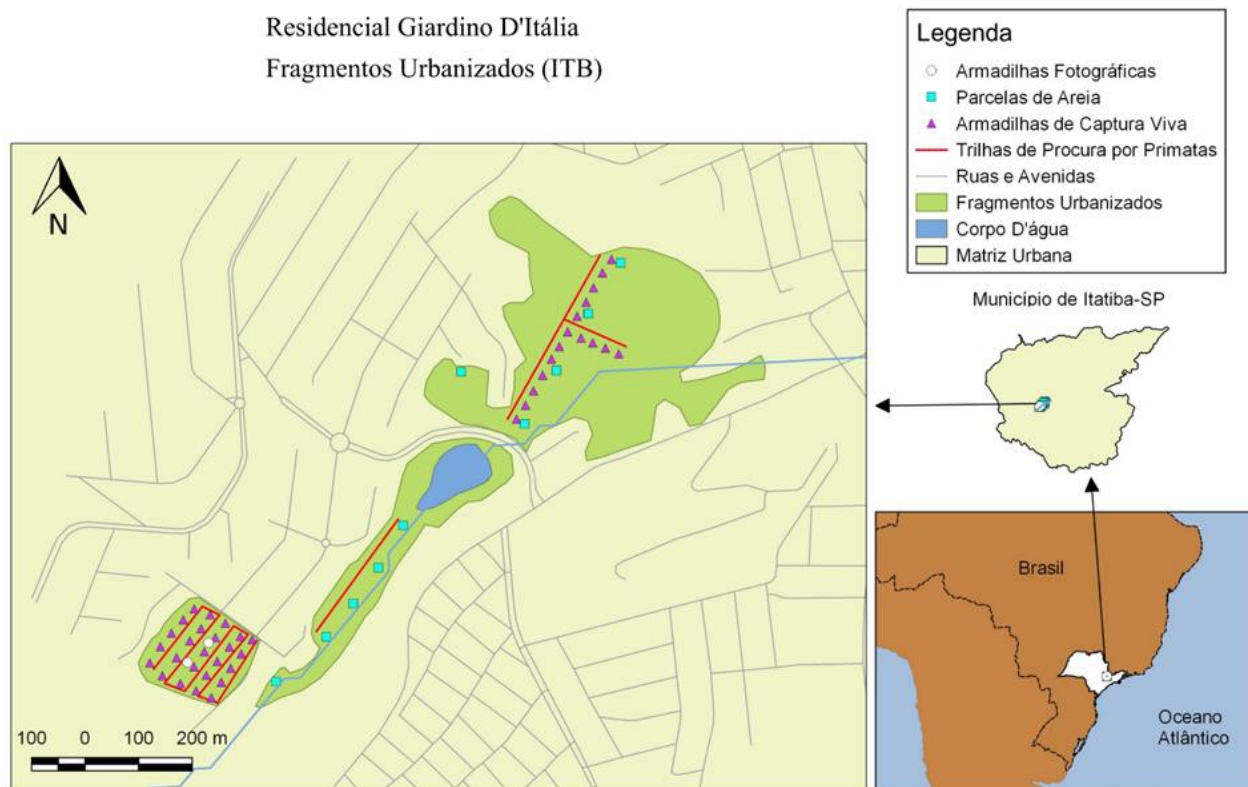 Residencial Giardino D'Itália
Fragmentos Urbanizados (ITB)
Legenda
Armadilhas Fotográficas
Parcelas de Areia
Armadilhas de Captura Viva
Trilhas de Procura por Primatas
Ruas e Avenidas
Fragmentos Urbanizados
Corpo D'água
Matriz Urbana
N
Município de Itatiba-SP
Brasil
Oceano
Atlântico
100 0 100 200 m